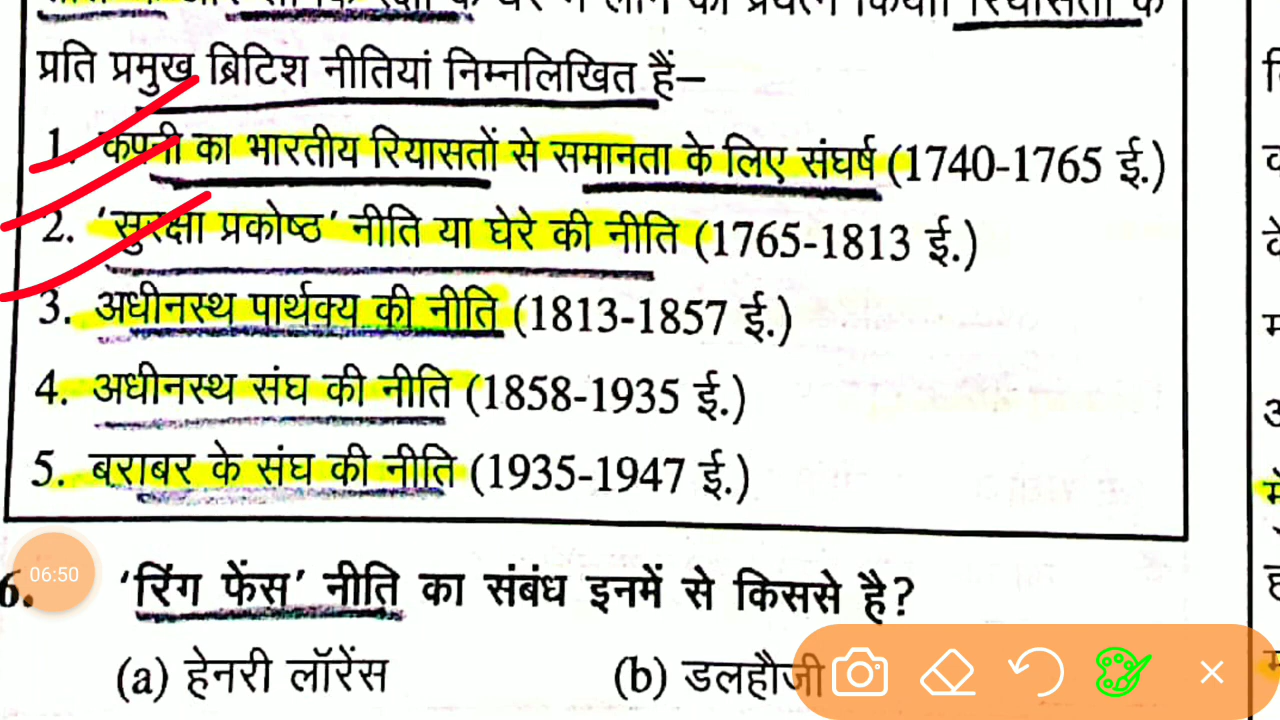 प्रति प्रमुख ब्रिटिश नीतियां निम्नलिखित हैं–
1. कंपनी का भारतीय रियासतों से समानता के लिए संघर्ष (1740-1765 ई.)
2. 'सुरक्षा प्रकोष्ठ' नीति या घेरे की नीति (1765-1813 ई.)
3. अधीनस्थ पार्थक्य की नीति (1813-1857 ई.)
4. अधीनस्थ संघ की नीति (1858-1935 ई.)
5. बराबर के संघ की नीति (1935-1947 ई.)
06:50
6. 'रिंग फेंस' नीति का संबंध इनमें से किससे है?
(a) हेनरी लॉरेंस (b) डलहौजी